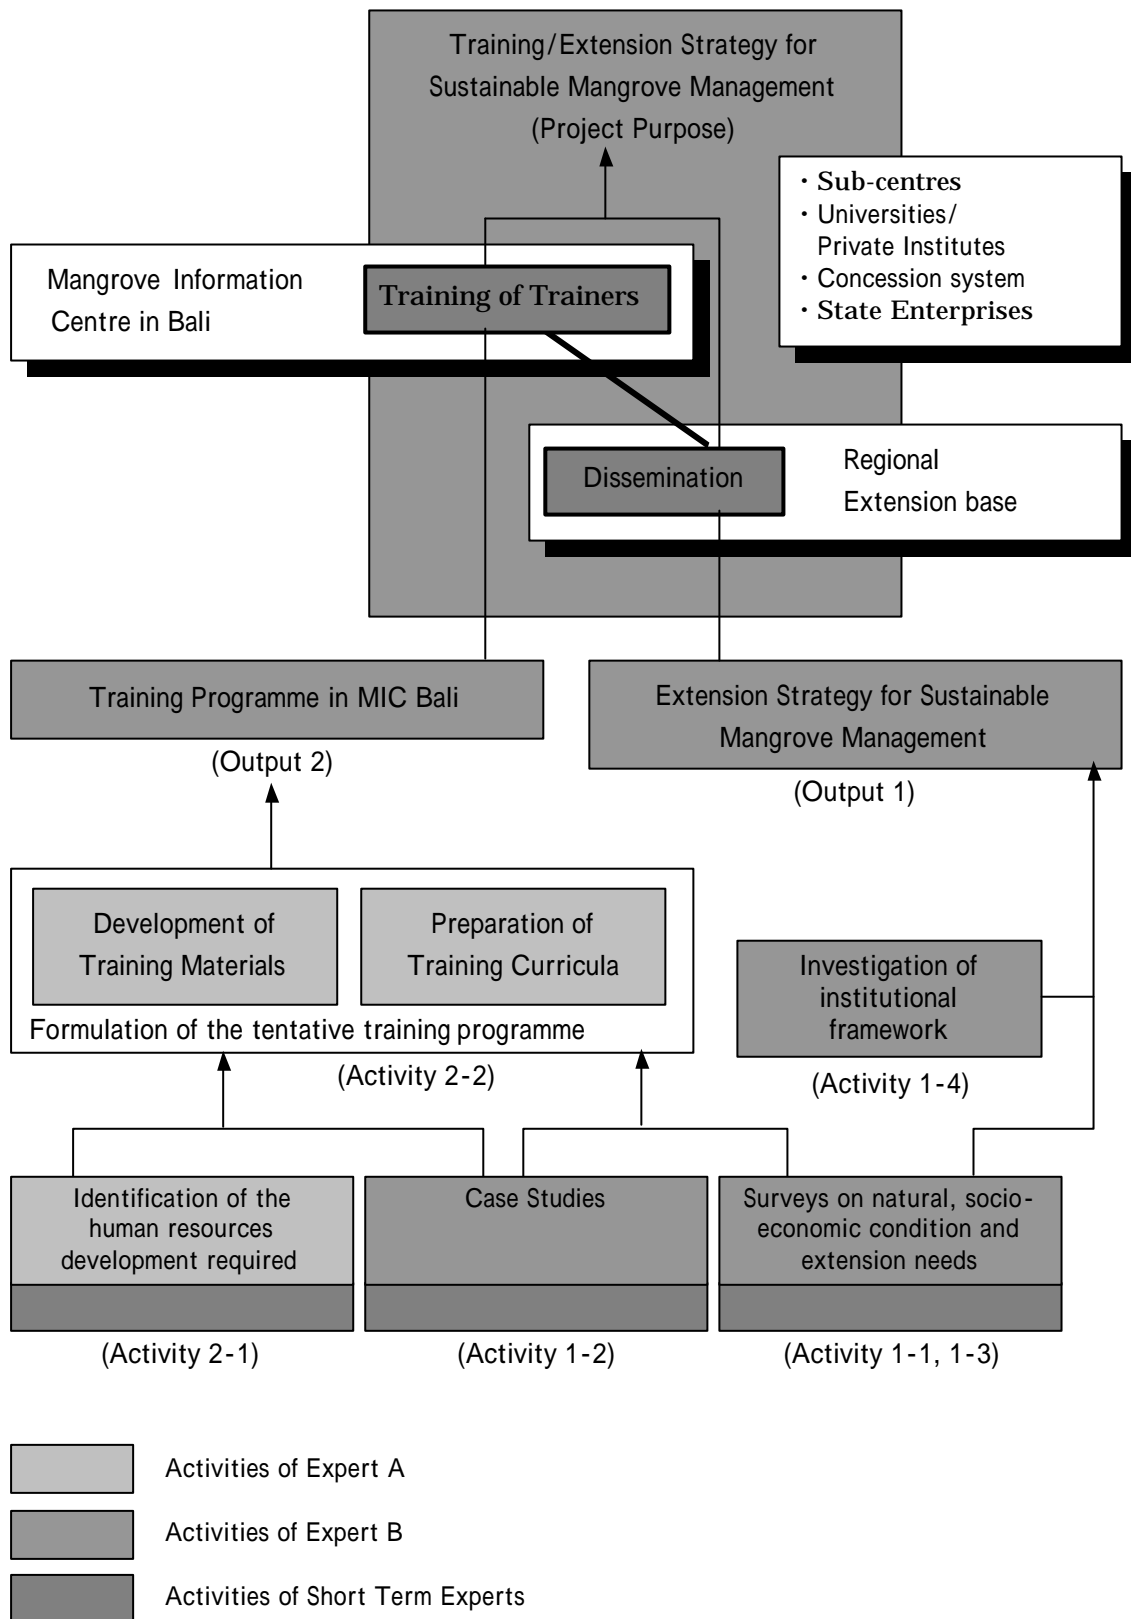 Training/Extension Strategy for
Sustainable Mangrove Management
(Project Purpose)
・Sub-centres
・Universities/
Private Institutes
・Concession system
・State Enterprises
Mangrove Information
Centre in Bali
Training of Trainers
Dissemination
Regional
Extension base
Training Programme in MIC Bali
(Output 2)
Extension Strategy for Sustainable
Mangrove Management
(Output 1)
Development of
Training Materials
Preparation of
Training Curricula
Formulation of the tentative training programme
(Activity 2-2)
Investigation of
institutional
framework
(Activity 1-4)
Identification of the
human resources
development required
(Activity 2-1)
Case Studies
(Activity 1-2)
Surveys on natural, socio-
economic condition and
extension needs
(Activity 1-1, 1-3)
Activities of Expert A
Activities of Expert B
Activities of Short Term Experts